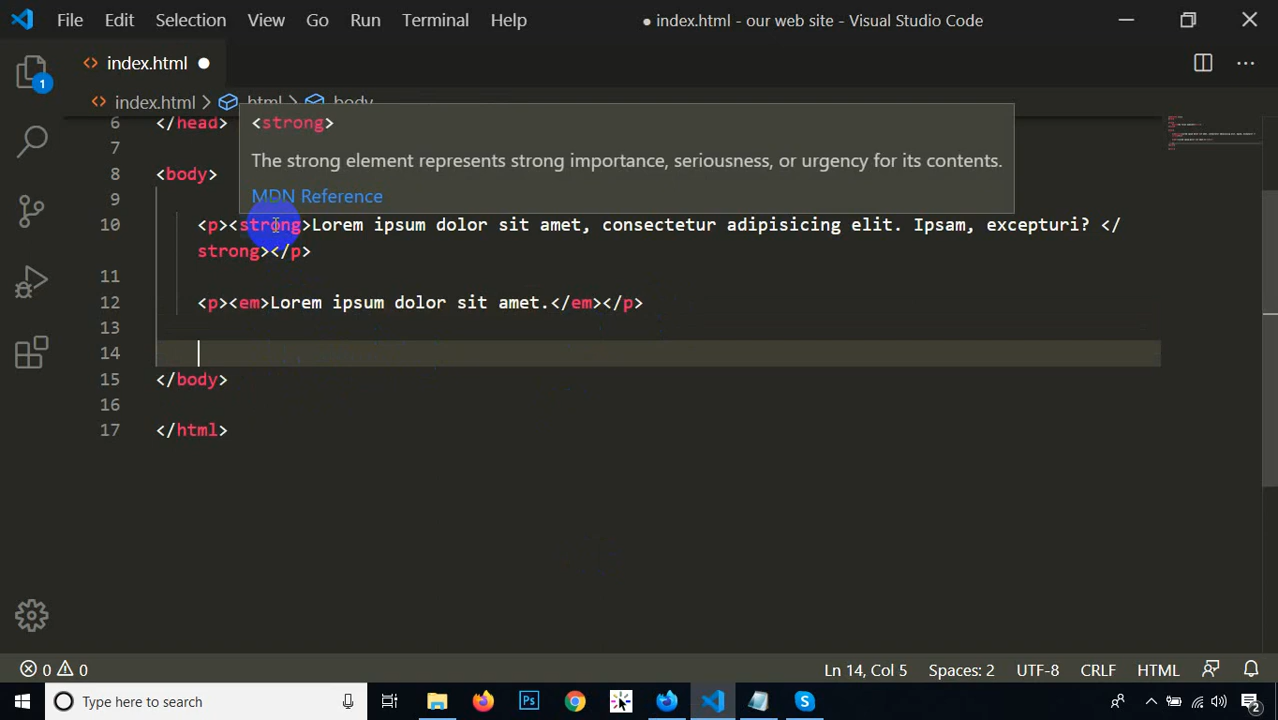 File Edit Selection View Go Run Terminal Help ● index.html - our web site - Visual Studio Code
1
<> index.html ●
<> index.html > html > body
6 </head>
<strong>
7
The strong element represents strong importance, seriousness, or urgency for its contents.
8 <body>
9
MDN Reference
10 <p><strong>Lorem ipsum dolor sit amet, consectetur adipisicing elit. Ipsam, excepturi? </
strong></p>
11
12 <p><em>Lorem ipsum dolor sit amet.</em></p>
13
14
15 </body>
16
17 </html>
0 0 Ln 14, Col 5 Spaces: 2 UTF-8 CRLF HTML
Type here to search Ps S 2